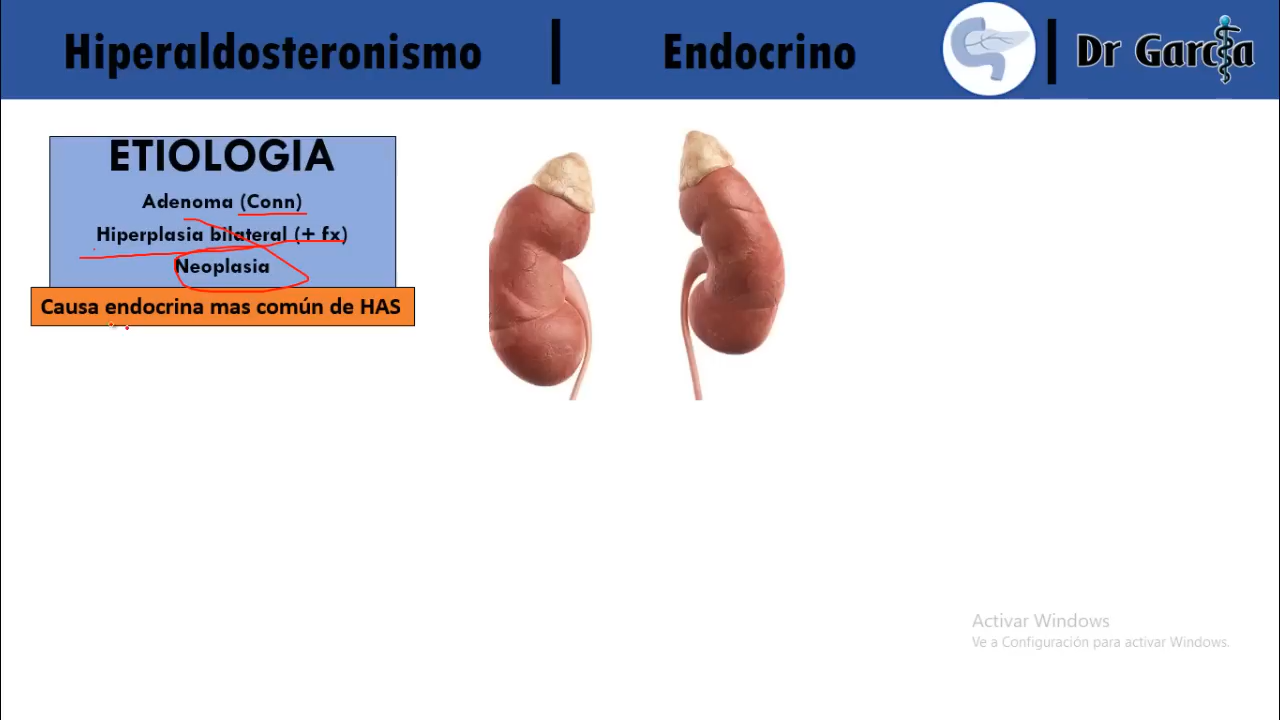 Hiperaldosteronismo
Endocrino
Dr García
ETIOLOGIA
Adenoma (Conn)
Hiperplasia bilateral (+ fx)
Neoplasia
Causa endocrina mas común de HAS
Activar Windows
Ve a Configuración para activar Windows.